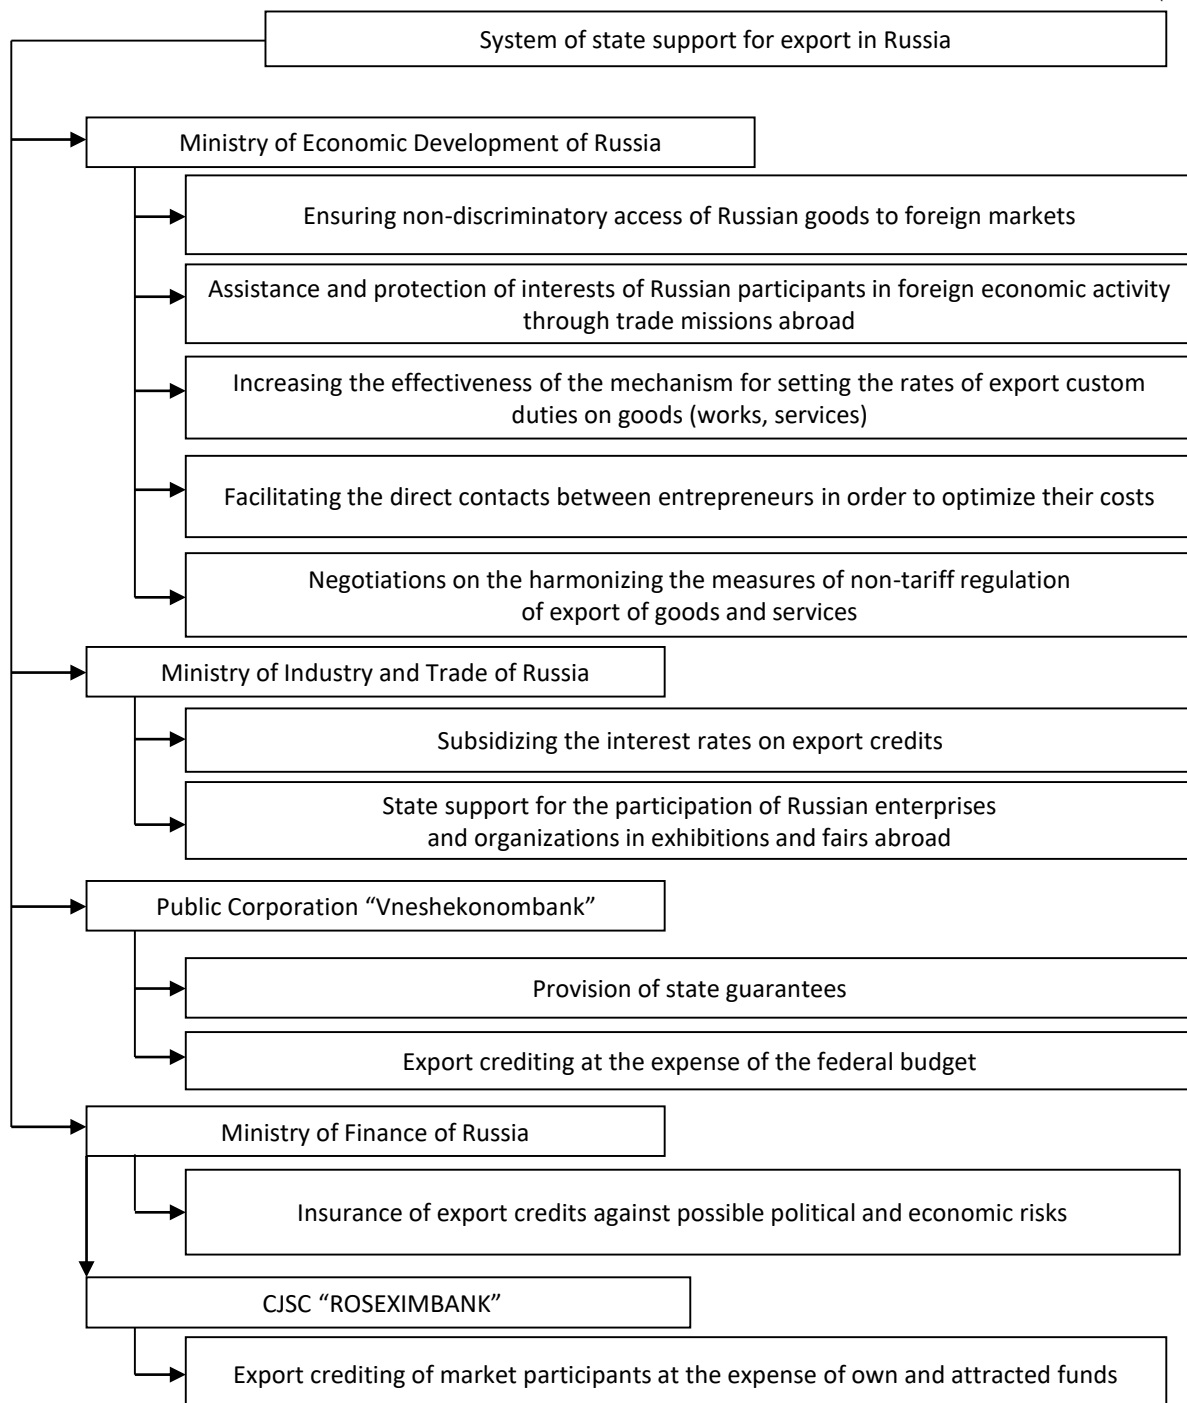 System of state support for export in Russia
Ministry of Economic Development of Russia
Ensuring non-discriminatory access of Russian goods to foreign markets
Assistance and protection of interests of Russian participants in foreign economic activity
through trade missions abroad
Increasing the effectiveness of the mechanism for setting the rates of export custom
duties on goods (works, services)
Facilitating the direct contacts between entrepreneurs in order to optimize their costs
Negotiations on the harmonizing the measures of non-tariff regulation
of export of goods and services
Ministry of Industry and Trade of Russia
Subsidizing the interest rates on export credits
State support for the participation of Russian enterprises
and organizations in exhibitions and fairs abroad
Public Corporation “Vneshekonombank”
Provision of state guarantees
Export crediting at the expense of the federal budget
Ministry of Finance of Russia
Insurance of export credits against possible political and economic risks
CJSC “ROSEXIMBANK”
Export crediting of market participants at the expense of own and attracted funds